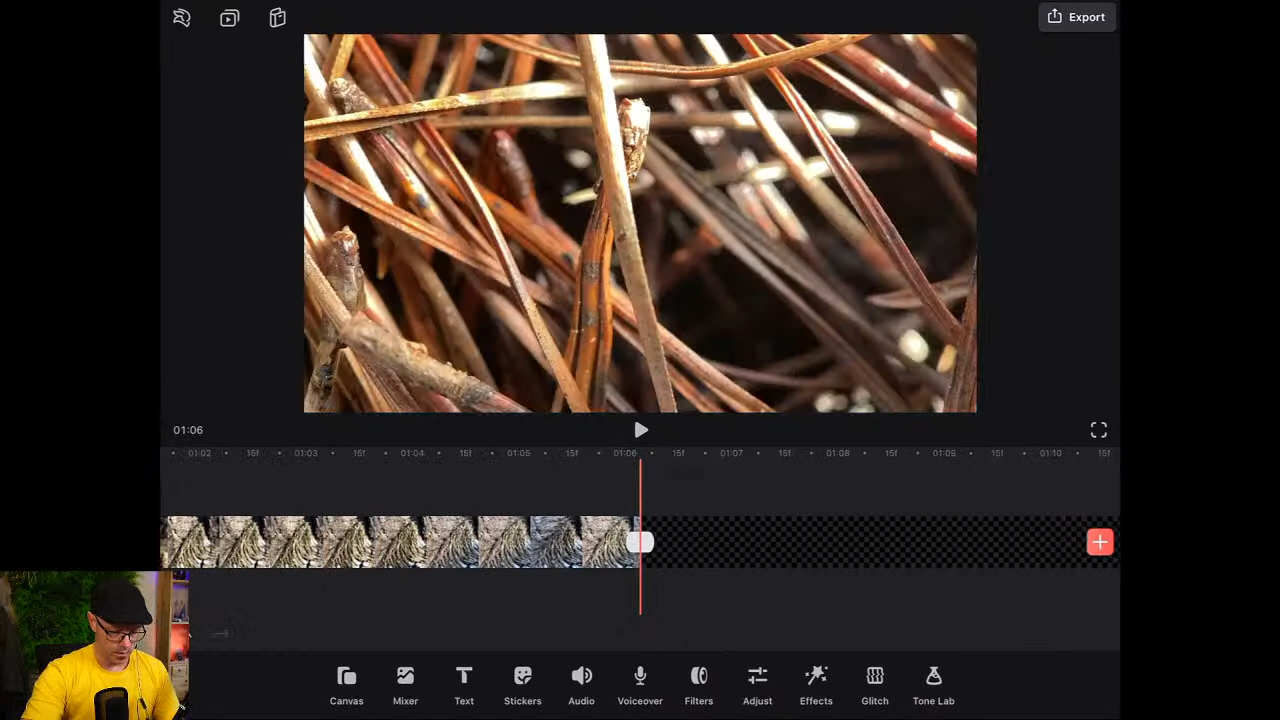 Export
01:06
01:02 15f 01:03 15f 01:04 15f 01:05 15f 01:06 15f 01:07 15f 01:08 15f 01:09 15f 01:10 15f
Canvas Mixer Text Stickers Audio Voiceover Filters Adjust Effects Glitch Tone Lab